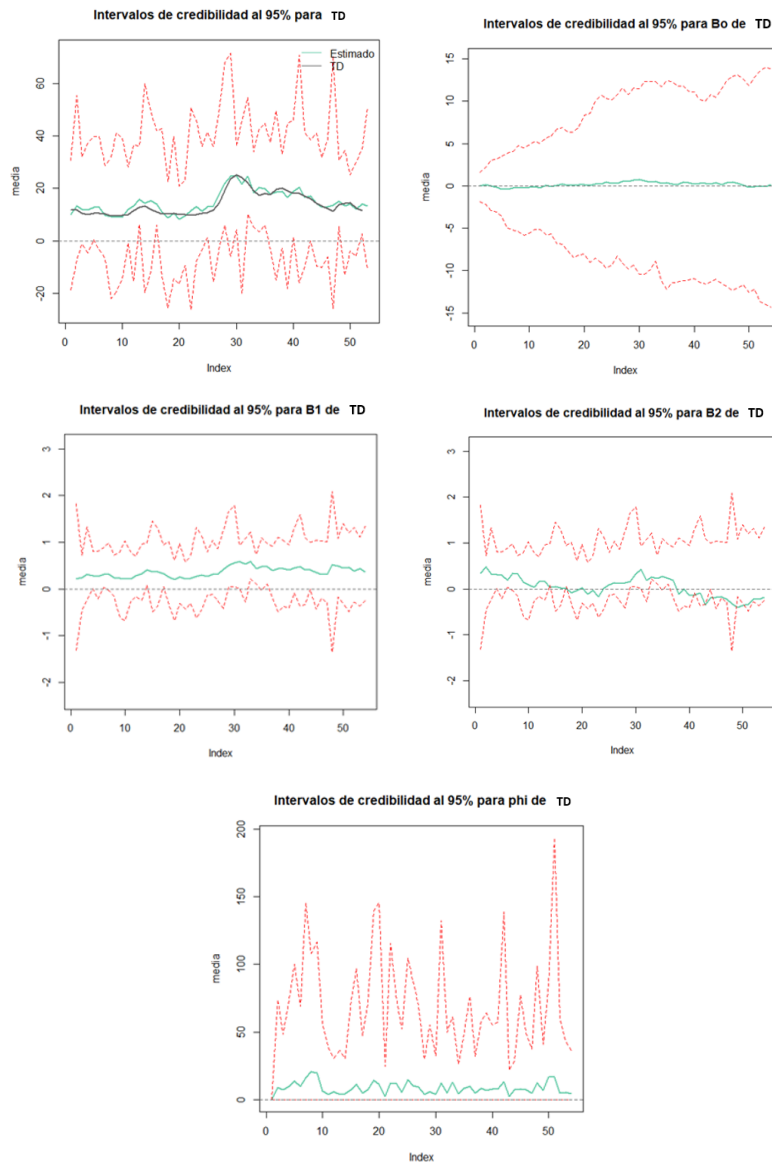 Intervalos de credibilidad al 95% para TD
Estimado
TD
media
-20 0 20 40 60
0 10 20 30 40 50
Index
Intervalos de credibilidad al 95% para Bo de TD
media
-15 -10 -5 0 5 10 15
0 10 20 30 40 50
Index
Intervalos de credibilidad al 95% para B1 de TD
media
-2 -1 0 1 2 3
0 10 20 30 40 50
Index
Intervalos de credibilidad al 95% para B2 de TD
media
-2 -1 0 1 2 3
0 10 20 30 40 50
Index
Intervalos de credibilidad al 95% para phi de TD
media
0 50 100 150 200
0 10 20 30 40 50
Index